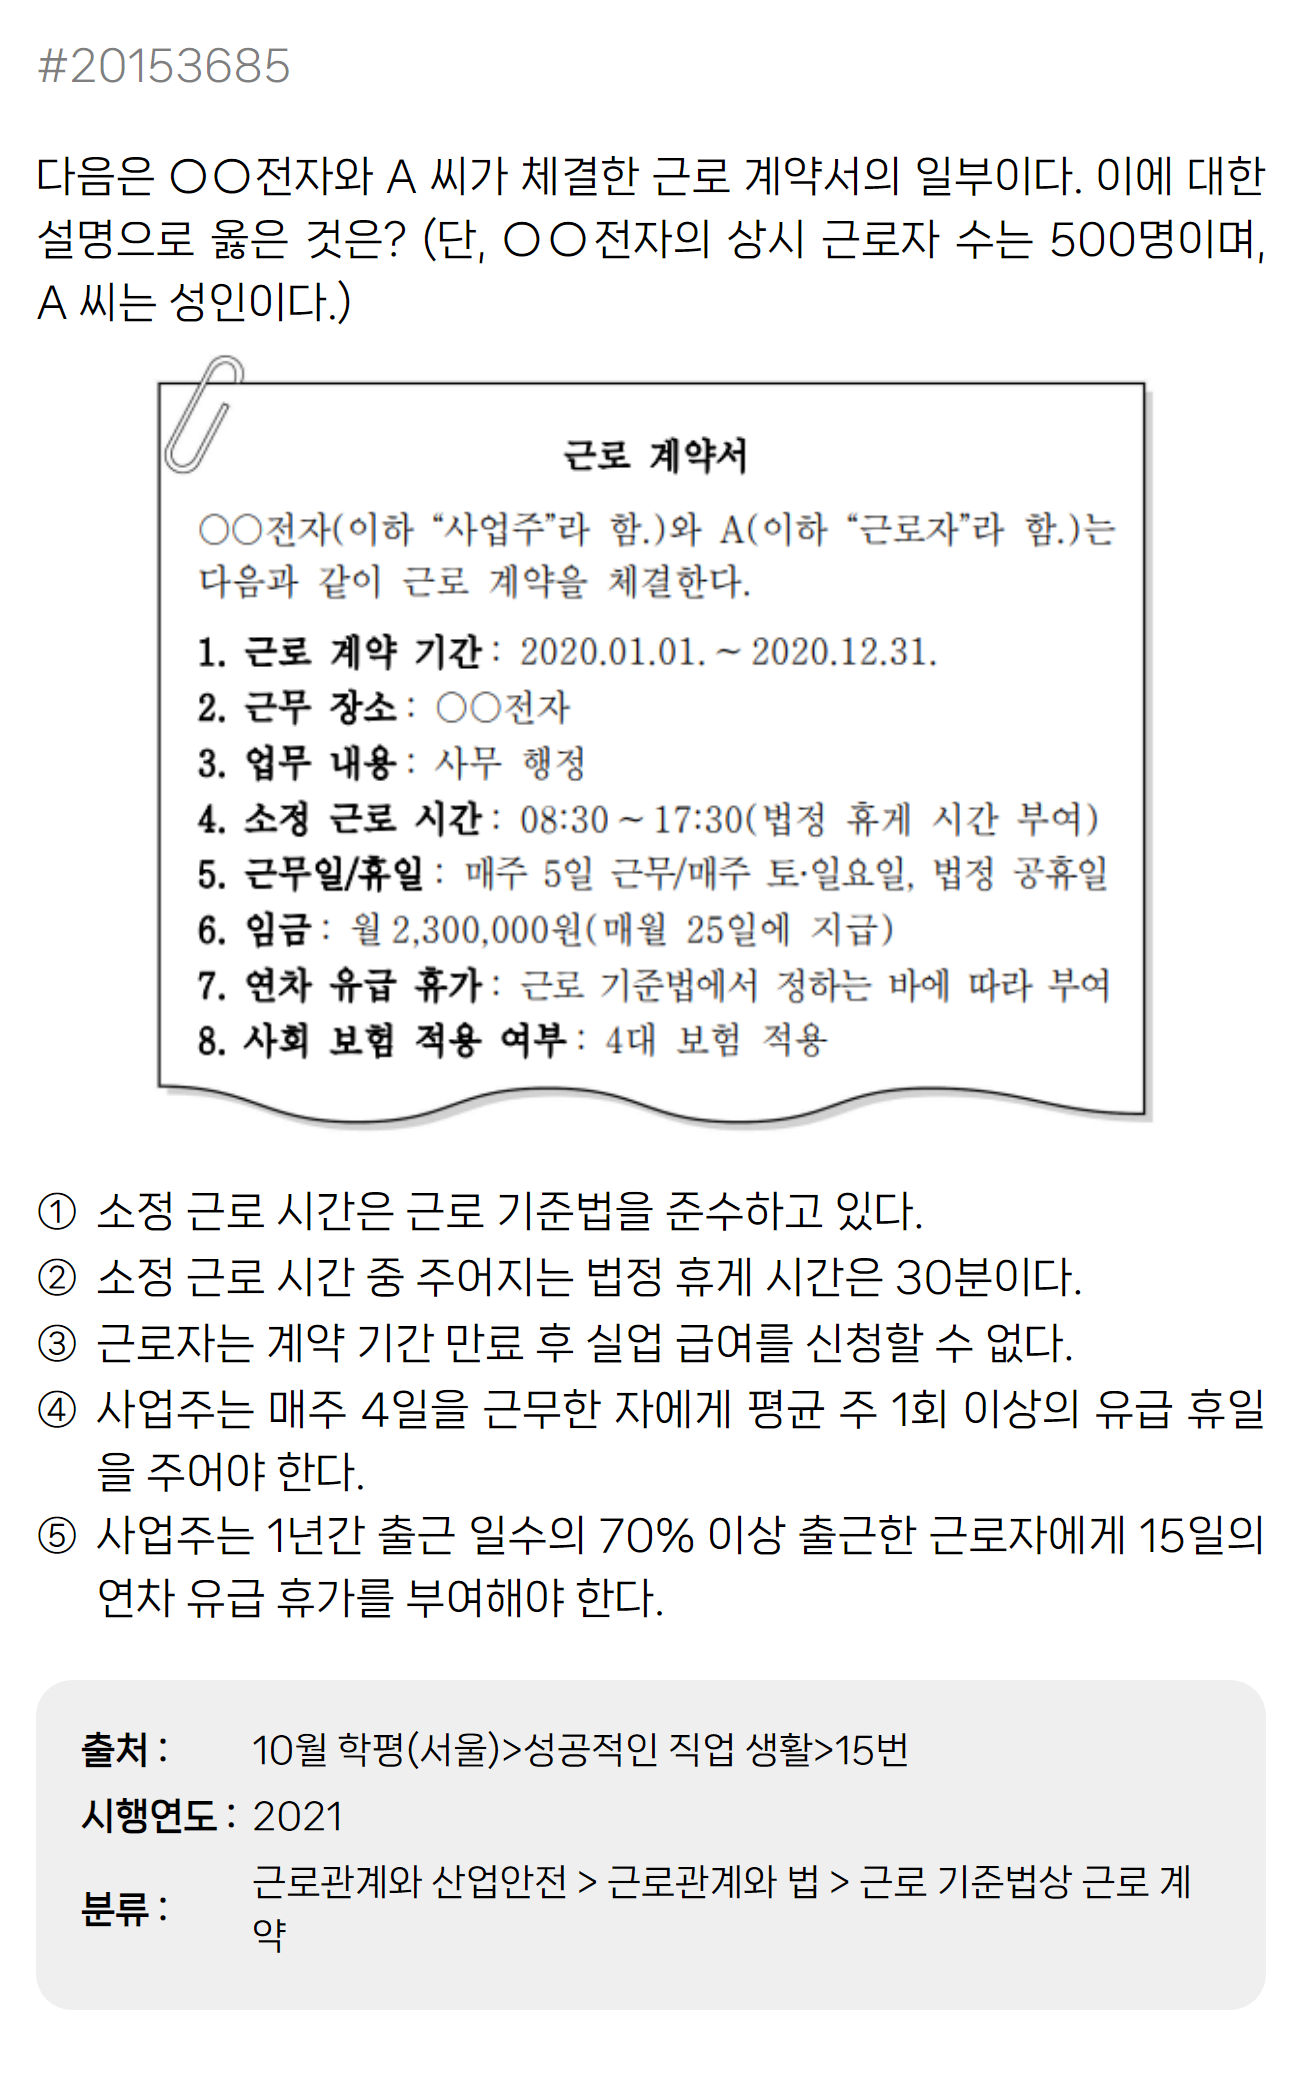 #20153685
다음은 ○○전자와 A 씨가 체결한 근로 계약서의 일부이다. 이에 대한
설명으로 옳은 것은? (단, ○○전자의 상시 근로자 수는 500명이며,
A 씨는 성인이다.)
근로 계약서
○○전자(이하 “사업주”라 함.)와 A(이하 “근로자”라 함.)는
다음과 같이 근로 계약을 체결한다.
1. 근로 계약 기간 : 2020.01.01. ~ 2020.12.31.
2. 근무 장소 : ○○전자
3. 업무 내용 : 사무 행정
4. 소정 근로 시간 : 08:30 ~ 17:30(법정 휴게 시간 부여)
5. 근무일/휴일 : 매주 5일 근무/매주 토·일요일, 법정 공휴일
6. 임금 : 월 2,300,000원(매월 25일에 지급)
7. 연차 유급 휴가 : 근로 기준법에서 정하는 바에 따라 부여
8. 사회 보험 적용 여부 : 4대 보험 적용
① 소정 근로 시간은 근로 기준법을 준수하고 있다.
② 소정 근로 시간 중 주어지는 법정 휴게 시간은 30분이다.
③ 근로자는 계약 기간 만료 후 실업 급여를 신청할 수 없다.
④ 사업주는 매주 4일을 근무한 자에게 평균 주 1회 이상의 유급 휴일
을 주어야 한다.
⑤ 사업주는 1년간 출근 일수의 70% 이상 출근한 근로자에게 15일의
연차 유급 휴가를 부여해야 한다.
출처 : 10월 학평(서울)>성공적인 직업 생활>15번
시행연도 : 2021
분류 : 근로관계와 산업안전 > 근로관계와 법 > 근로 기준법상 근로 계
약